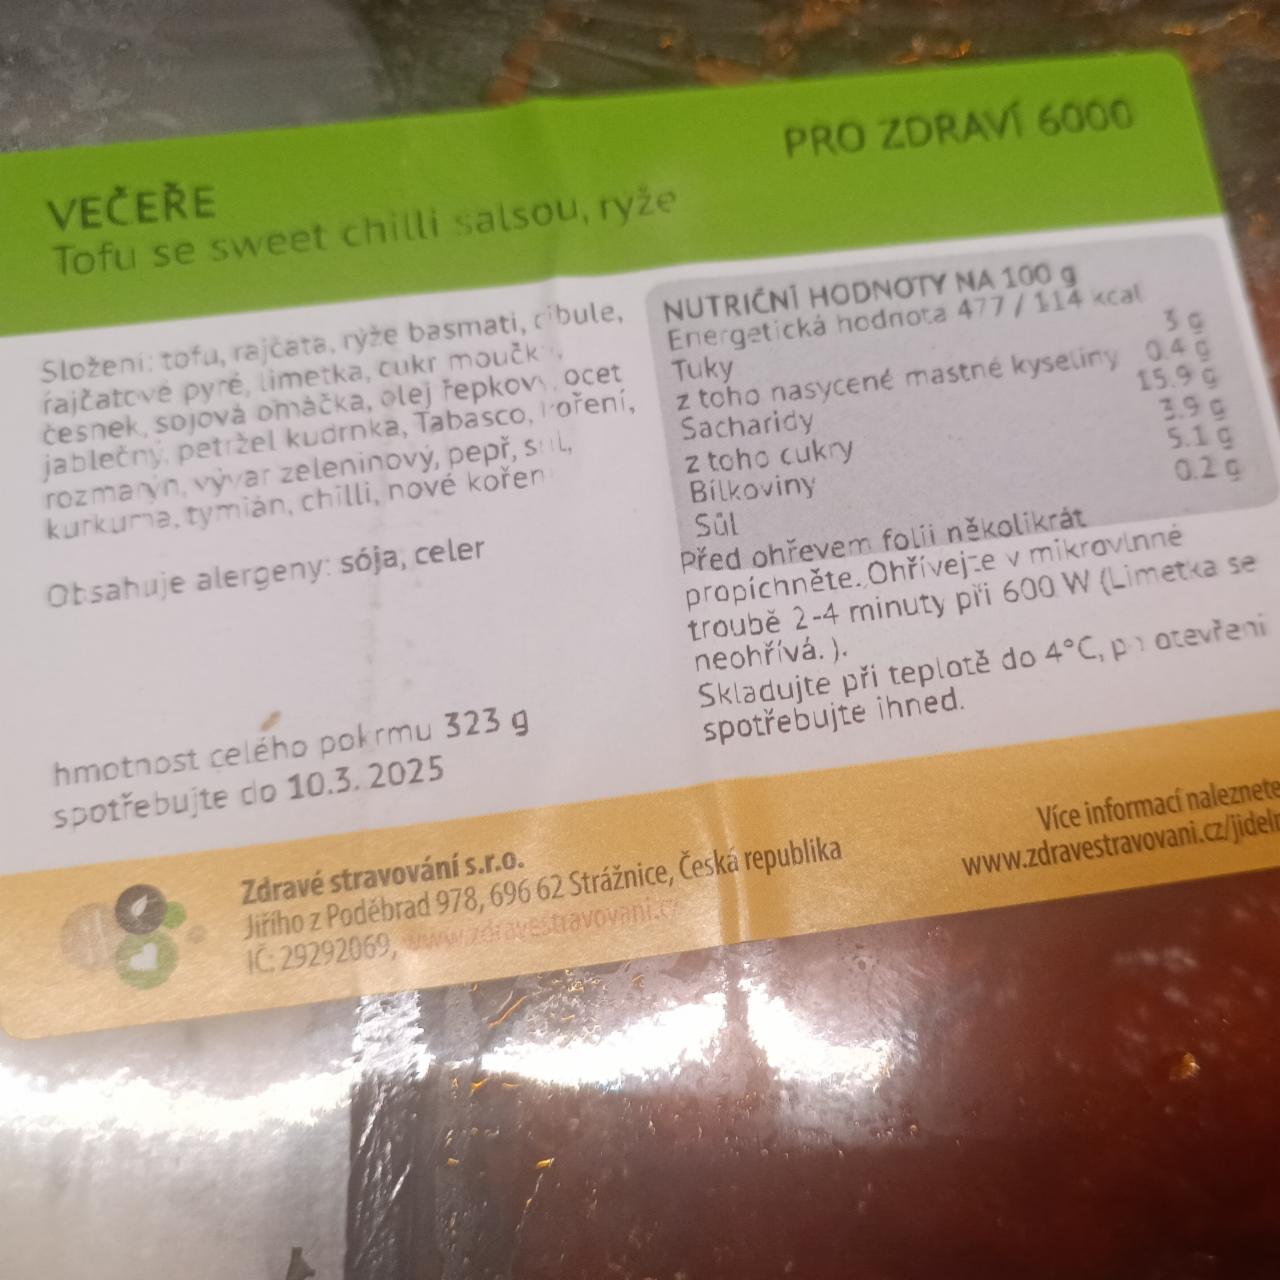 PRO ZDRAVÍ 6000
VEČEŘE
Tofu se sweet chilli salsou, rýže
Složení: tofu, rajčata, rýže basmati, cibule,
rajčatové pyré, limetka, cukr moučk
česnek, sojová omáčka, olej řepkov, ocet
jablečný, petržel kudrnka, Tabasco, koření,
rozmarýn, vývar zeleninový, pepř, sůl,
kurkuma, tymián, chilli, nové koření
Obsahuje alergeny: sója, celer
hmotnost celého pokrmu 323 g
spotřebujte do 10.3. 2025
NUTRIČNÍ HODNOTY NA 100 g
Energetická hodnota 477 / 114 kcal
Tuky 3 g
z toho nasycené mastné kyseliny 0.4 g
Sacharidy 15.9 g
z toho cukry 3.9 g
Bílkoviny 5.1 g
Sůl 0.2 g
Před ohřevem folii několikrát
propíchněte. Ohřívejte v mikrovlnné
troubě 2-4 minuty při 600 W (Limetka se
neohřívá. ).
Skladujte při teplotě do 4°C, po otevření
spotřebujte ihned.
Zdravé stravování s.r.o.
Jiřího z Poděbrad 978, 696 62 Strážnice, Česká republika
IČ: 29292069, www.zdravestravovani.cz
Více informací naleznete
www.zdravestravovani.cz/jideln